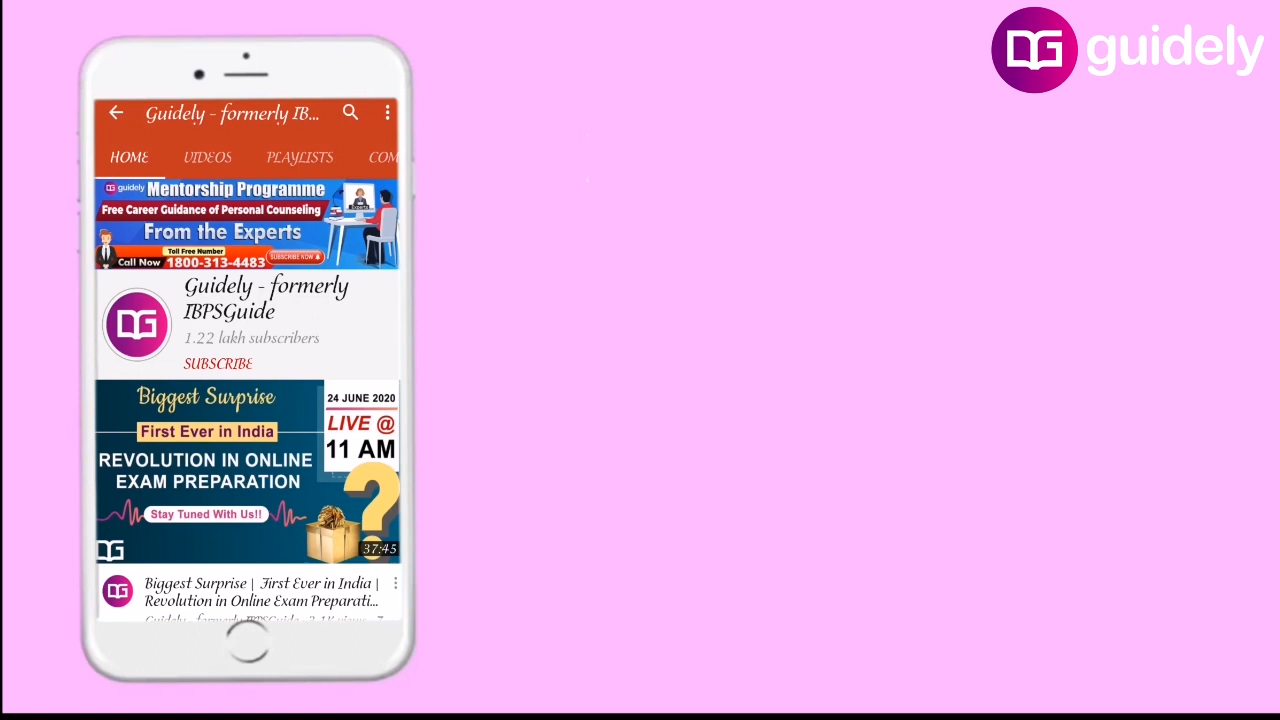 guidely
Guidely - formerly IB...
HOME VIDEOS PLAYLISTS COM
guidely Mentorship Programme
Free Career Guidance of Personal Counseling
From the Experts
Toll Free Number
Call Now 1800-313-4483 SUBSCRIBE NOW
Guidely - formerly
IBPSGuide
1.22 lakh subscribers
SUBSCRIBE
Biggest Surprise
24 JUNE 2020
LIVE @
11 AM
First Ever in India
REVOLUTION IN ONLINE
EXAM PREPARATION
Stay Tuned With Us!!
37:45
Biggest Surprise | First Ever in India |
Revolution in Online Exam Preparati...